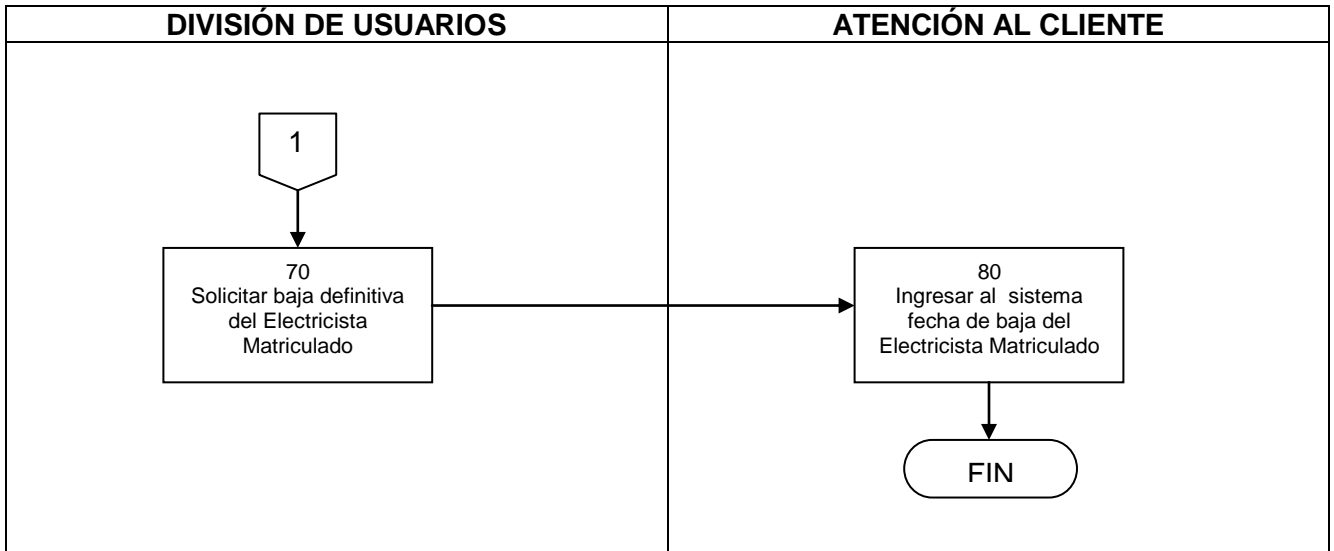 DIVISIÓN DE USUARIOS
ATENCIÓN AL CLIENTE
1
70
Solicitar baja definitiva
del Electricista
Matriculado
80
Ingresar al sistema
fecha de baja del
Electricista Matriculado
FIN